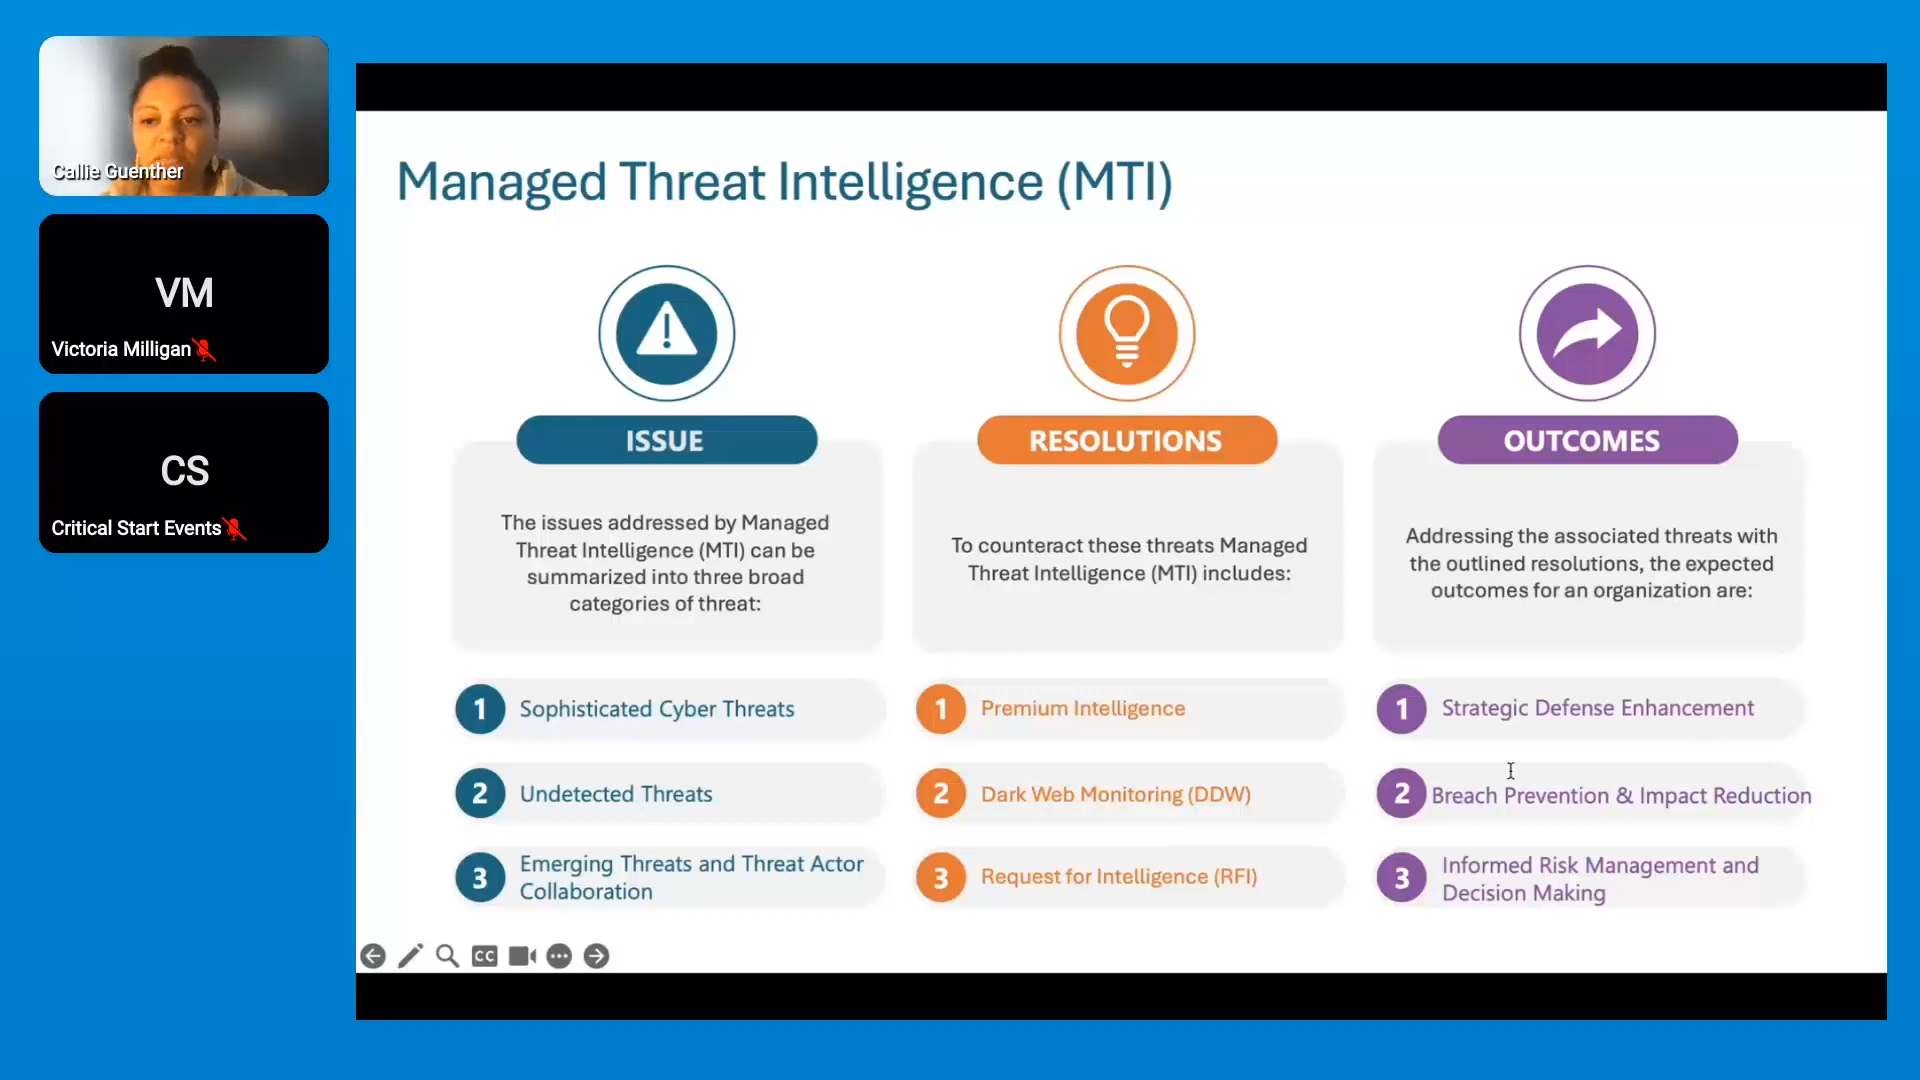 Callie Guenther
VM
Victoria Milligan
CS
Critical Start Events
Managed Threat Intelligence (MTI)
ISSUE
The issues addressed by Managed
Threat Intelligence (MTI) can be
summarized into three broad
categories of threat:
1 Sophisticated Cyber Threats
2 Undetected Threats
3 Emerging Threats and Threat Actor
Collaboration
RESOLUTIONS
To counteract these threats Managed
Threat Intelligence (MTI) includes:
1 Premium Intelligence
2 Dark Web Monitoring (DDW)
3 Request for Intelligence (RFI)
OUTCOMES
Addressing the associated threats with
the outlined resolutions, the expected
outcomes for an organization are:
1 Strategic Defense Enhancement
2 Breach Prevention & Impact Reduction
3 Informed Risk Management and
Decision Making
CC